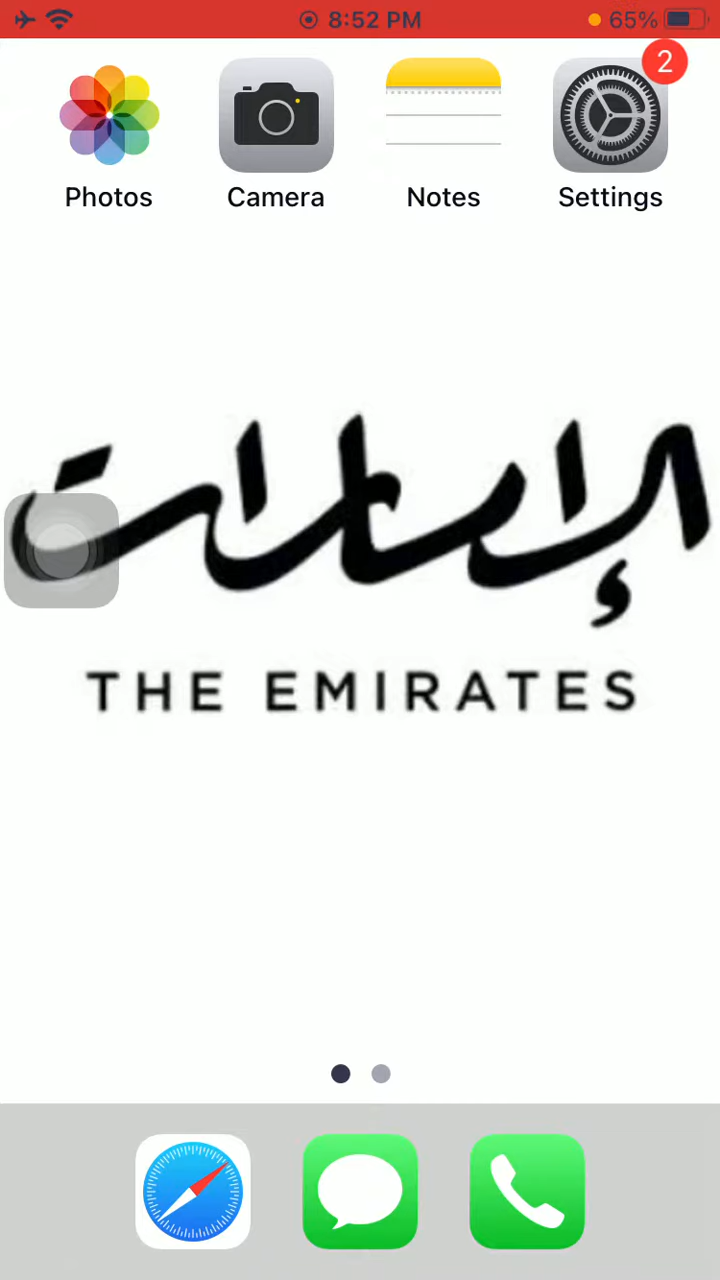 8:52 PM
65%
2
Photos
Camera
Notes
Settings
الإمارات
THE EMIRATES